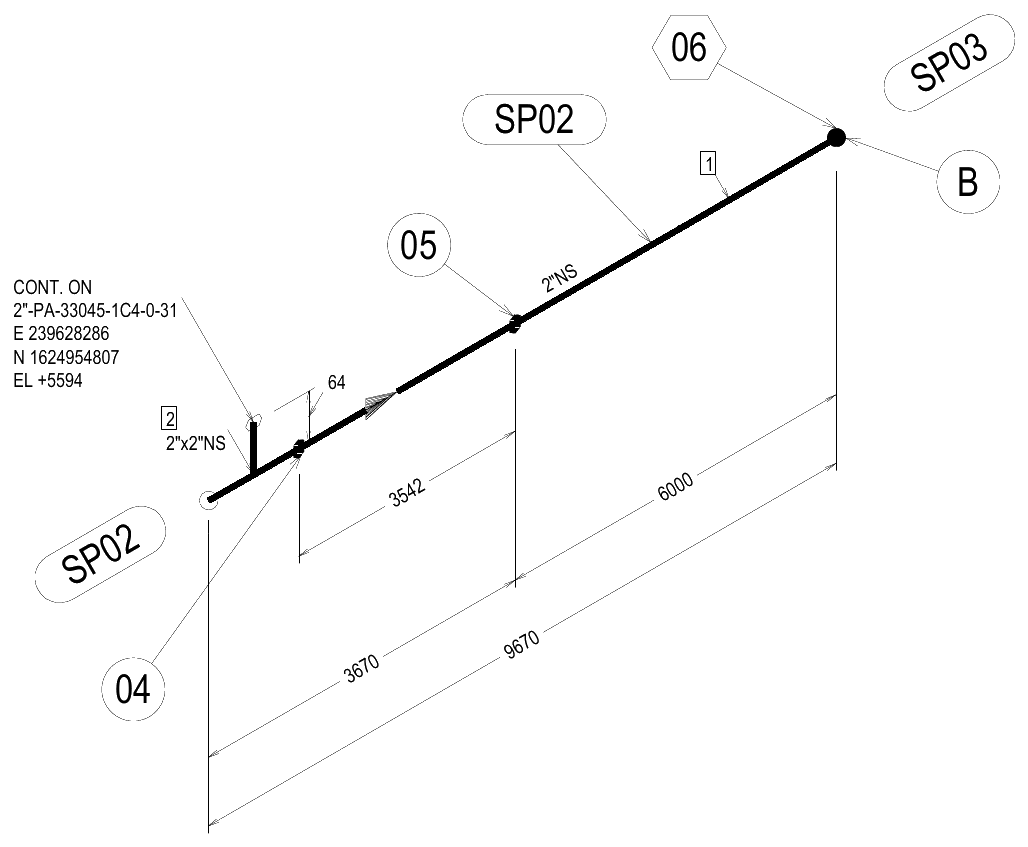 06
SP03
SP02
1
B
05
2"NS
CONT. ON
2"-PA-33045-1C4-0-31
E 239628286
N 1624954807
EL +5594
64
2
2"x2"NS
3542
6000
SP02
9670
3670
04